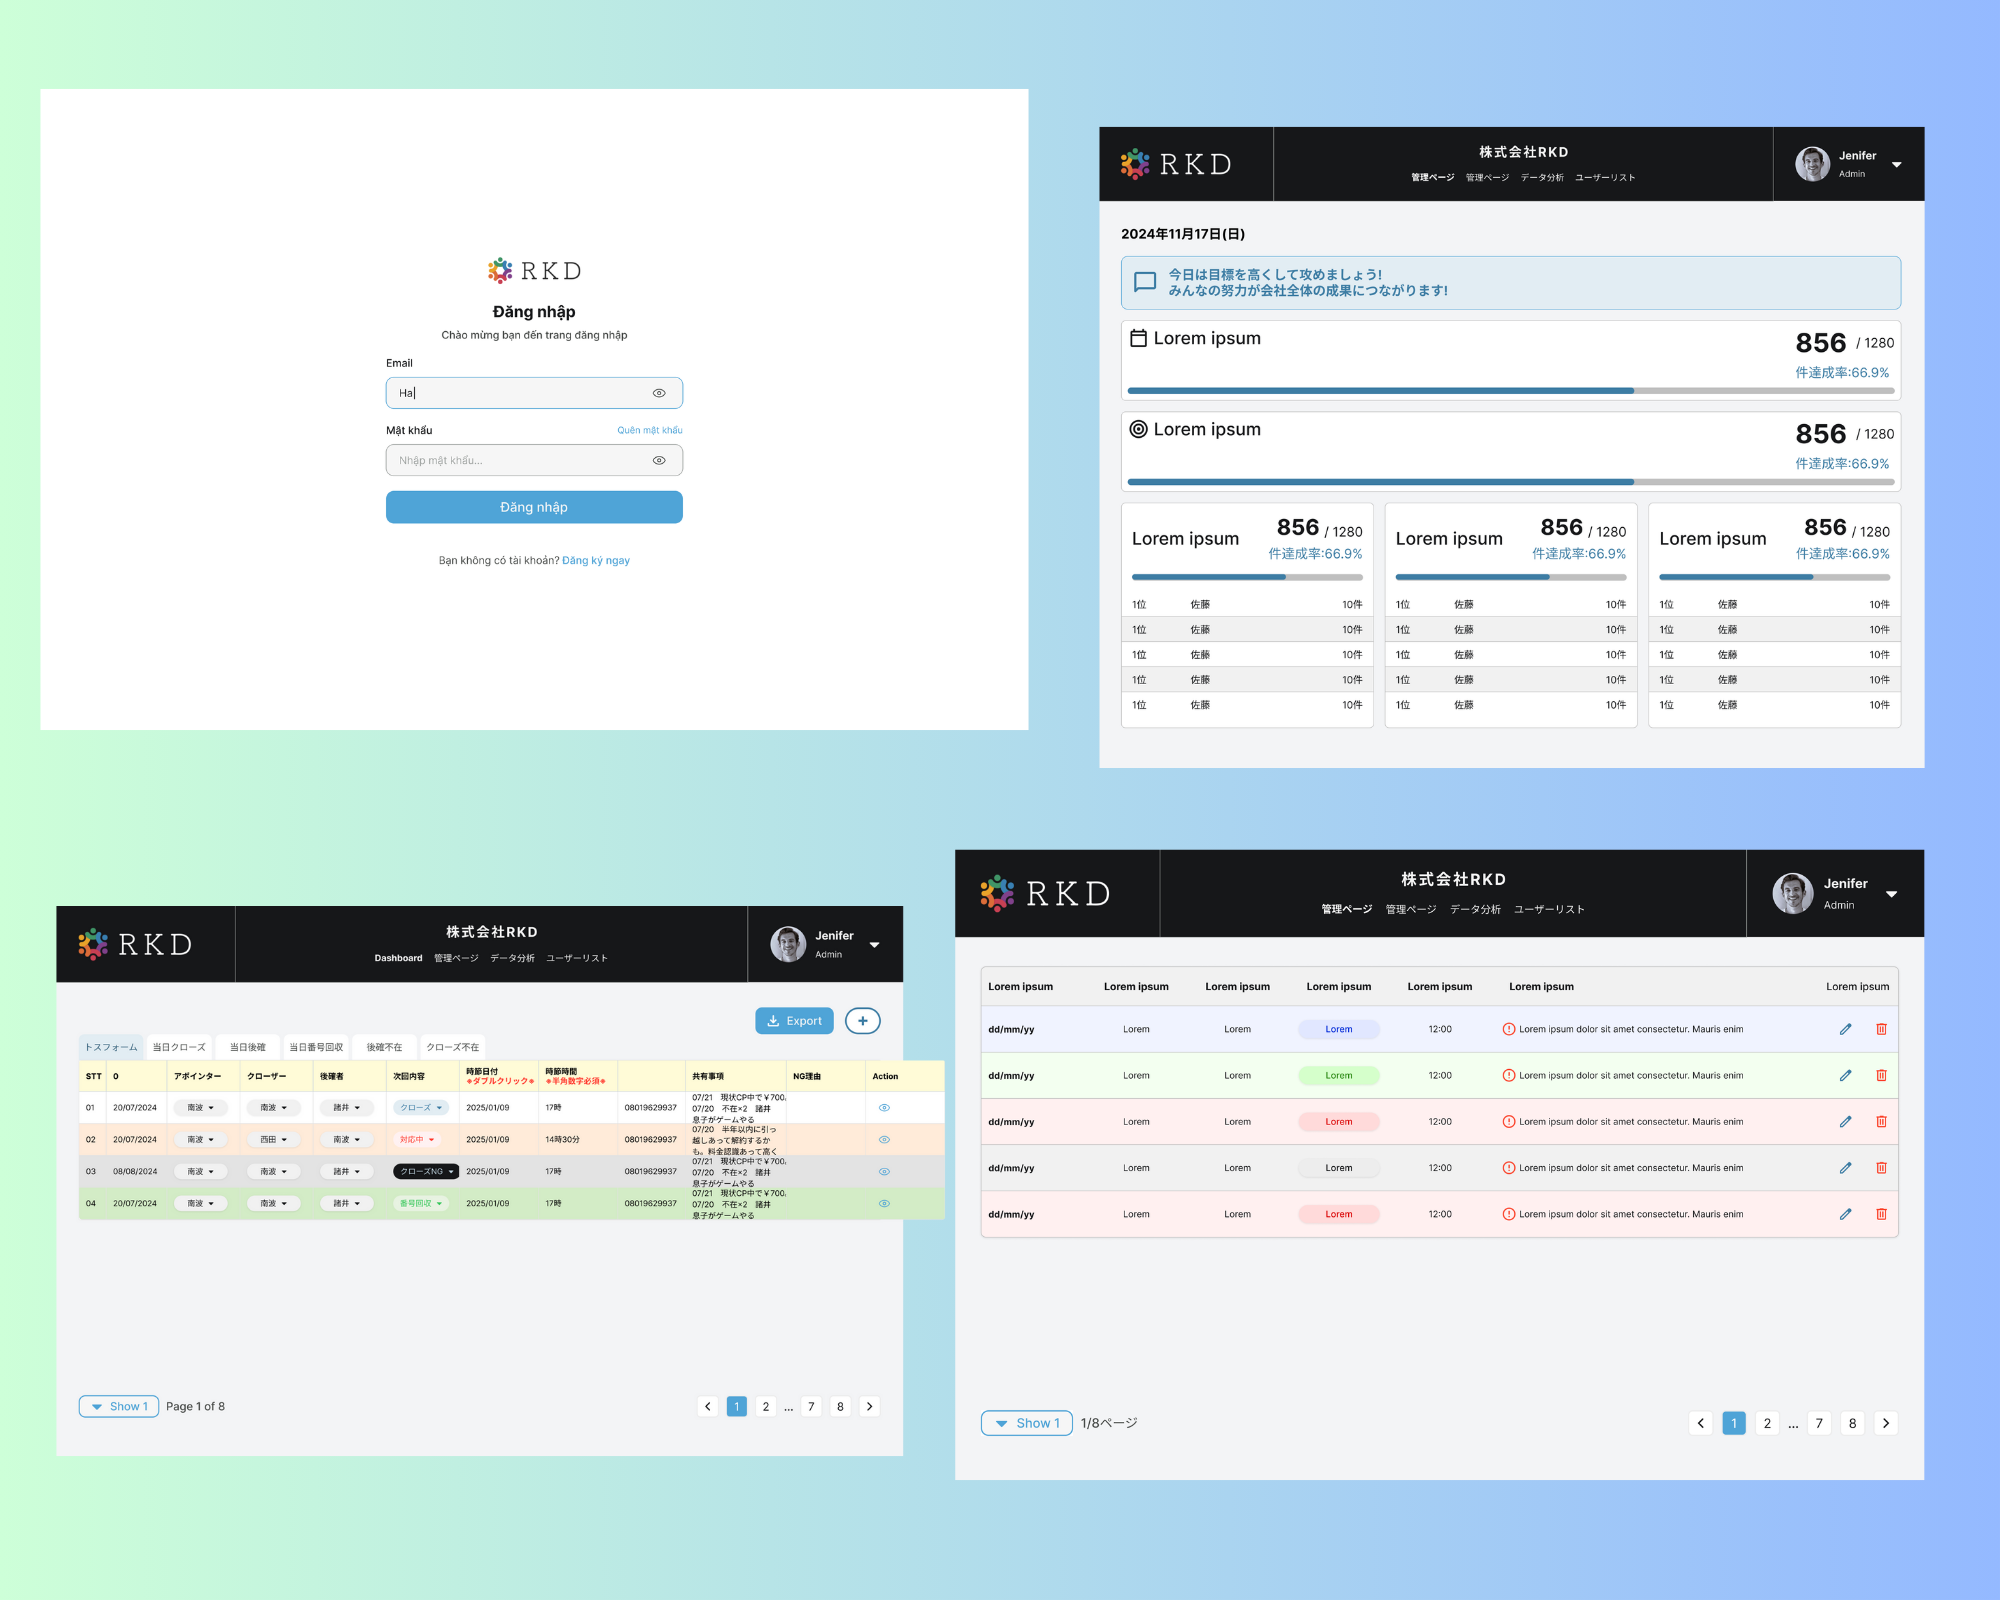 RKD
Đăng nhập
Chào mừng bạn đến trang đăng nhập
Email
Ha
Mật khẩu Quên mật khẩu
Nhập mật khẩu...
Đăng nhập
Bạn không có tài khoản? Đăng ký ngay
RKD
株式会社RKD
管理ページ 管理ページ データ分析 ユーザーリスト
Jenifer
Admin
2024年11月17日(日)
今日は目標を高くして攻めましょう!
みんなの努力が会社全体の成果につながります!
Lorem ipsum 856 / 1280
件達成率:66.9%
Lorem ipsum 856 / 1280
件達成率:66.9%
Lorem ipsum 856 / 1280
件達成率:66.9%
1位 佐藤 10件
1位 佐藤 10件
1位 佐藤 10件
1位 佐藤 10件
1位 佐藤 10件
Lorem ipsum 856 / 1280
件達成率:66.9%
1位 佐藤 10件
1位 佐藤 10件
1位 佐藤 10件
1位 佐藤 10件
1位 佐藤 10件
Lorem ipsum 856 / 1280
件達成率:66.9%
1位 佐藤 10件
1位 佐藤 10件
1位 佐藤 10件
1位 佐藤 10件
1位 佐藤 10件
RKD
株式会社RKD
Dashboard 管理ページ データ分析 ユーザーリスト
Jenifer
Admin
Export +
トスフォーム 当日クローズ 当日後確 当日番号回収 後確不在 クローズ不在
STT 0 アポインター クローザー 後確者 次回内容 時節日付 ※ダブルクリック※ 時節時間 ※半角数字必須※ 共有事項 NG理由 Action
01 20/07/2024 南波 南波 諸井 クローズ 2025/01/09 17時 08019629937
07/21 現状CP中で￥700.
07/20 不在×2 諸井
息子がゲームやる
02 20/07/2024 南波 西田 南波 対応中 2025/01/09 14時30分 08019629937
07/20 半年以内に引っ
越しあって解約するか
も。料金認識あって高く
03 08/08/2024 南波 南波 諸井 クローズNG 2025/01/09 17時 08019629937
07/21 現状CP中で￥700.
07/20 不在×2 諸井
息子がゲームやる
04 20/07/2024 南波 南波 諸井 番号回収 2025/01/09 17時 08019629937
07/21 現状CP中で￥700.
07/20 不在×2 諸井
息子がゲームやる
Show 1 Page 1 of 8 < 1 2 ... 7 8 >
RKD
株式会社RKD
管理ページ 管理ページ データ分析 ユーザーリスト
Jenifer
Admin
Lorem ipsum Lorem ipsum Lorem ipsum Lorem ipsum Lorem ipsum Lorem ipsum Lorem ipsum
dd/mm/yy Lorem Lorem Lorem 12:00 Lorem ipsum dolor sit amet consectetur. Mauris enim
dd/mm/yy Lorem Lorem Lorem 12:00 Lorem ipsum dolor sit amet consectetur. Mauris enim
dd/mm/yy Lorem Lorem Lorem 12:00 Lorem ipsum dolor sit amet consectetur. Mauris enim
dd/mm/yy Lorem Lorem Lorem 12:00 Lorem ipsum dolor sit amet consectetur. Mauris enim
dd/mm/yy Lorem Lorem Lorem 12:00 Lorem ipsum dolor sit amet consectetur. Mauris enim
Show 1 1/8ページ < 1 2 ... 7 8 >